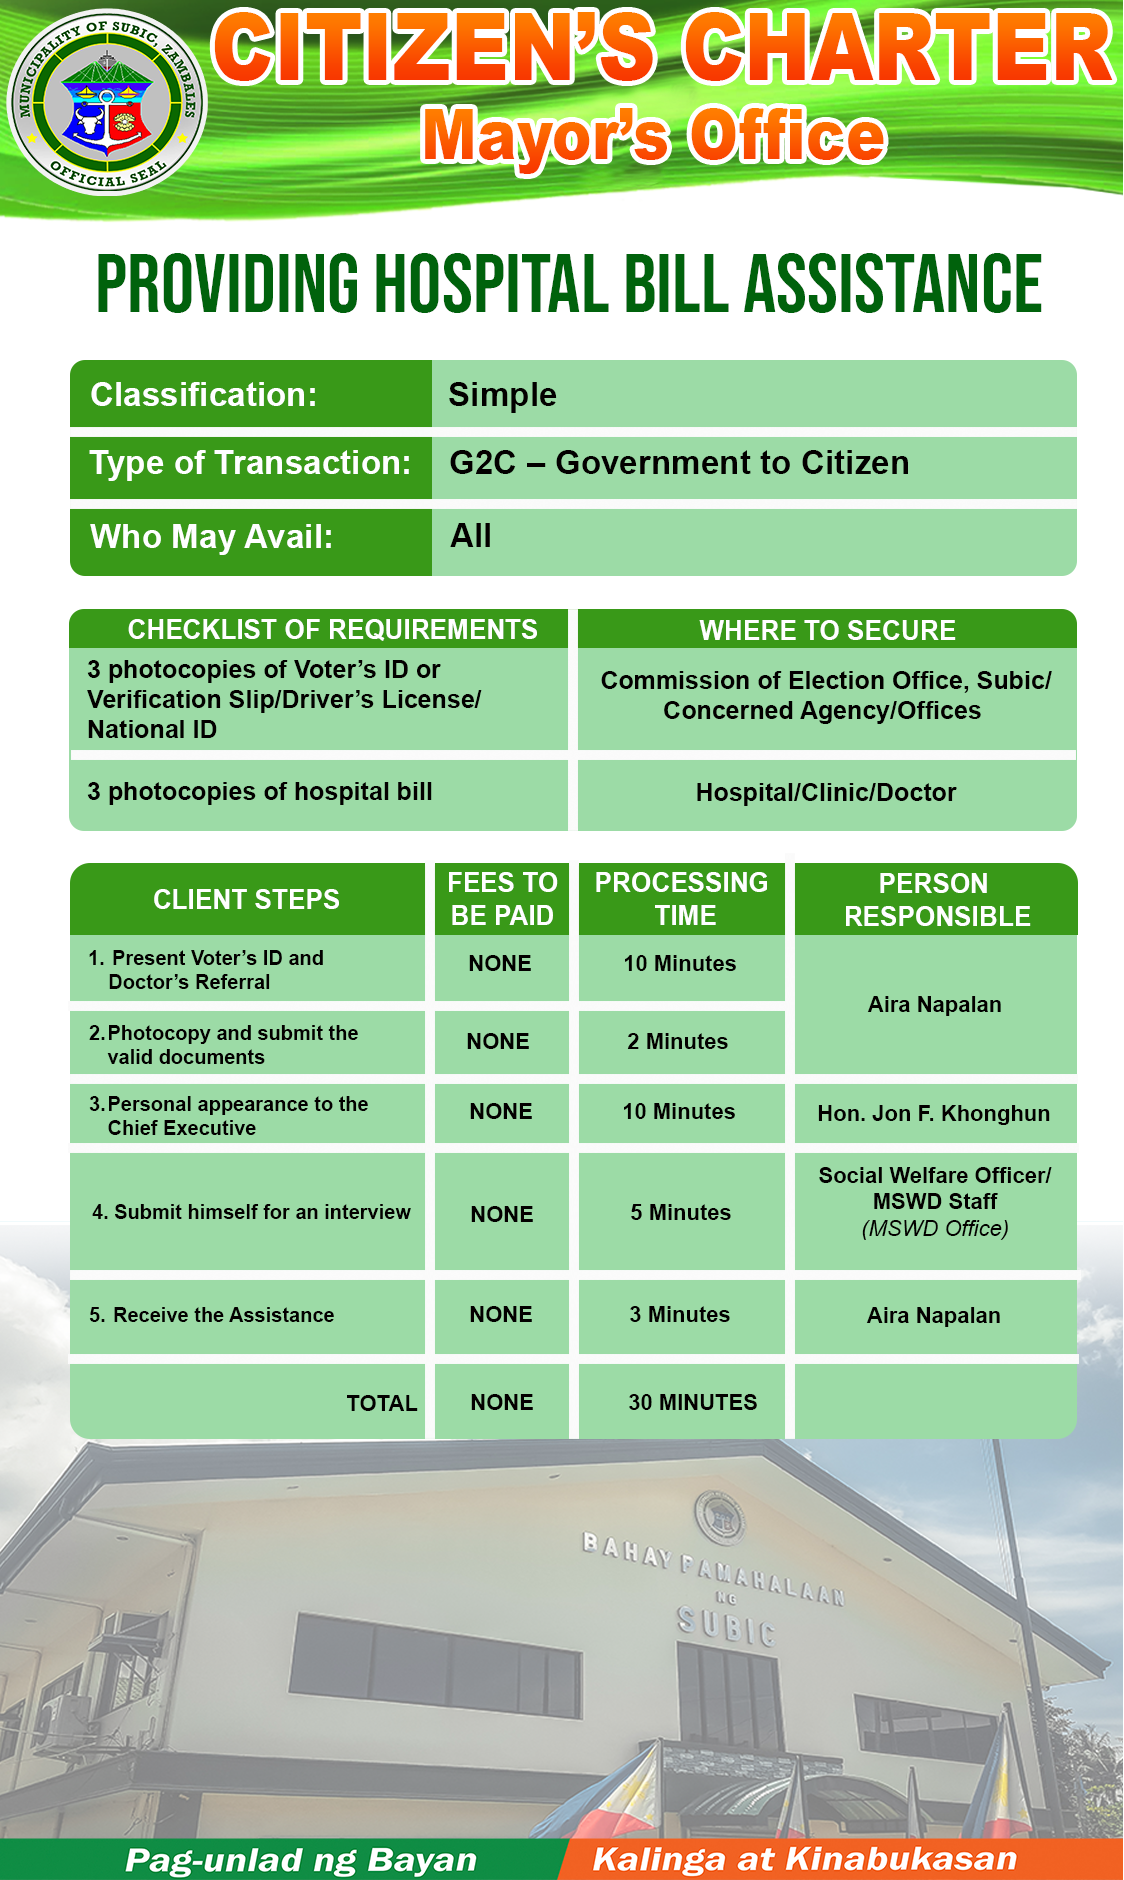 MUNICIPALITY OF SUBIC, ZAMBALES
OFFICIAL SEAL
CITIZEN'S CHARTER
Mayor's Office
PROVIDING HOSPITAL BILL ASSISTANCE
Classification: Simple
Type of Transaction: G2C – Government to Citizen
Who May Avail: All
CHECKLIST OF REQUIREMENTS
WHERE TO SECURE
3 photocopies of Voter's ID or
Verification Slip/Driver's License/
National ID
Commission of Election Office, Subic/
Concerned Agency/Offices
3 photocopies of hospital bill
Hospital/Clinic/Doctor
CLIENT STEPS
FEES TO
BE PAID
PROCESSING
TIME
PERSON
RESPONSIBLE
1. Present Voter's ID and
Doctor's Referral
NONE
10 Minutes
Aira Napalan
2. Photocopy and submit the
valid documents
NONE
2 Minutes
3. Personal appearance to the
Chief Executive
NONE
10 Minutes
Hon. Jon F. Khonghun
4. Submit himself for an interview
NONE
5 Minutes
Social Welfare Officer/
MSWD Staff
(MSWD Office)
5. Receive the Assistance
NONE
3 Minutes
Aira Napalan
TOTAL
NONE
30 MINUTES
BAHAY PAMAHALAAN
NG
SUBIC
Pag-unlad ng Bayan
Kalinga at Kinabukasan